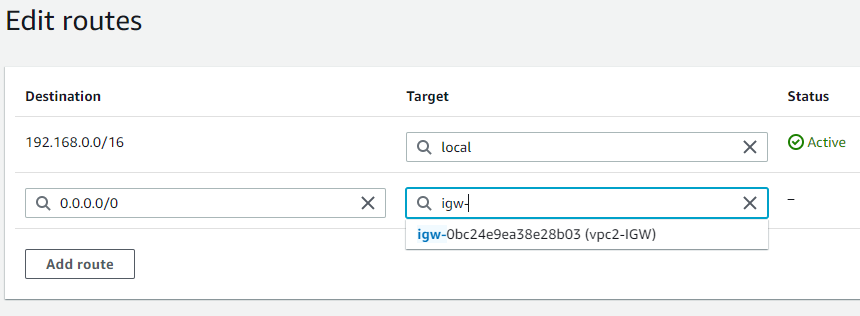 Edit routes
Destination Target Status
192.168.0.0/16 local Active
0.0.0.0/0 igw- –
igw-0bc24e9ea38e28b03 (vpc2-IGW)
Add route